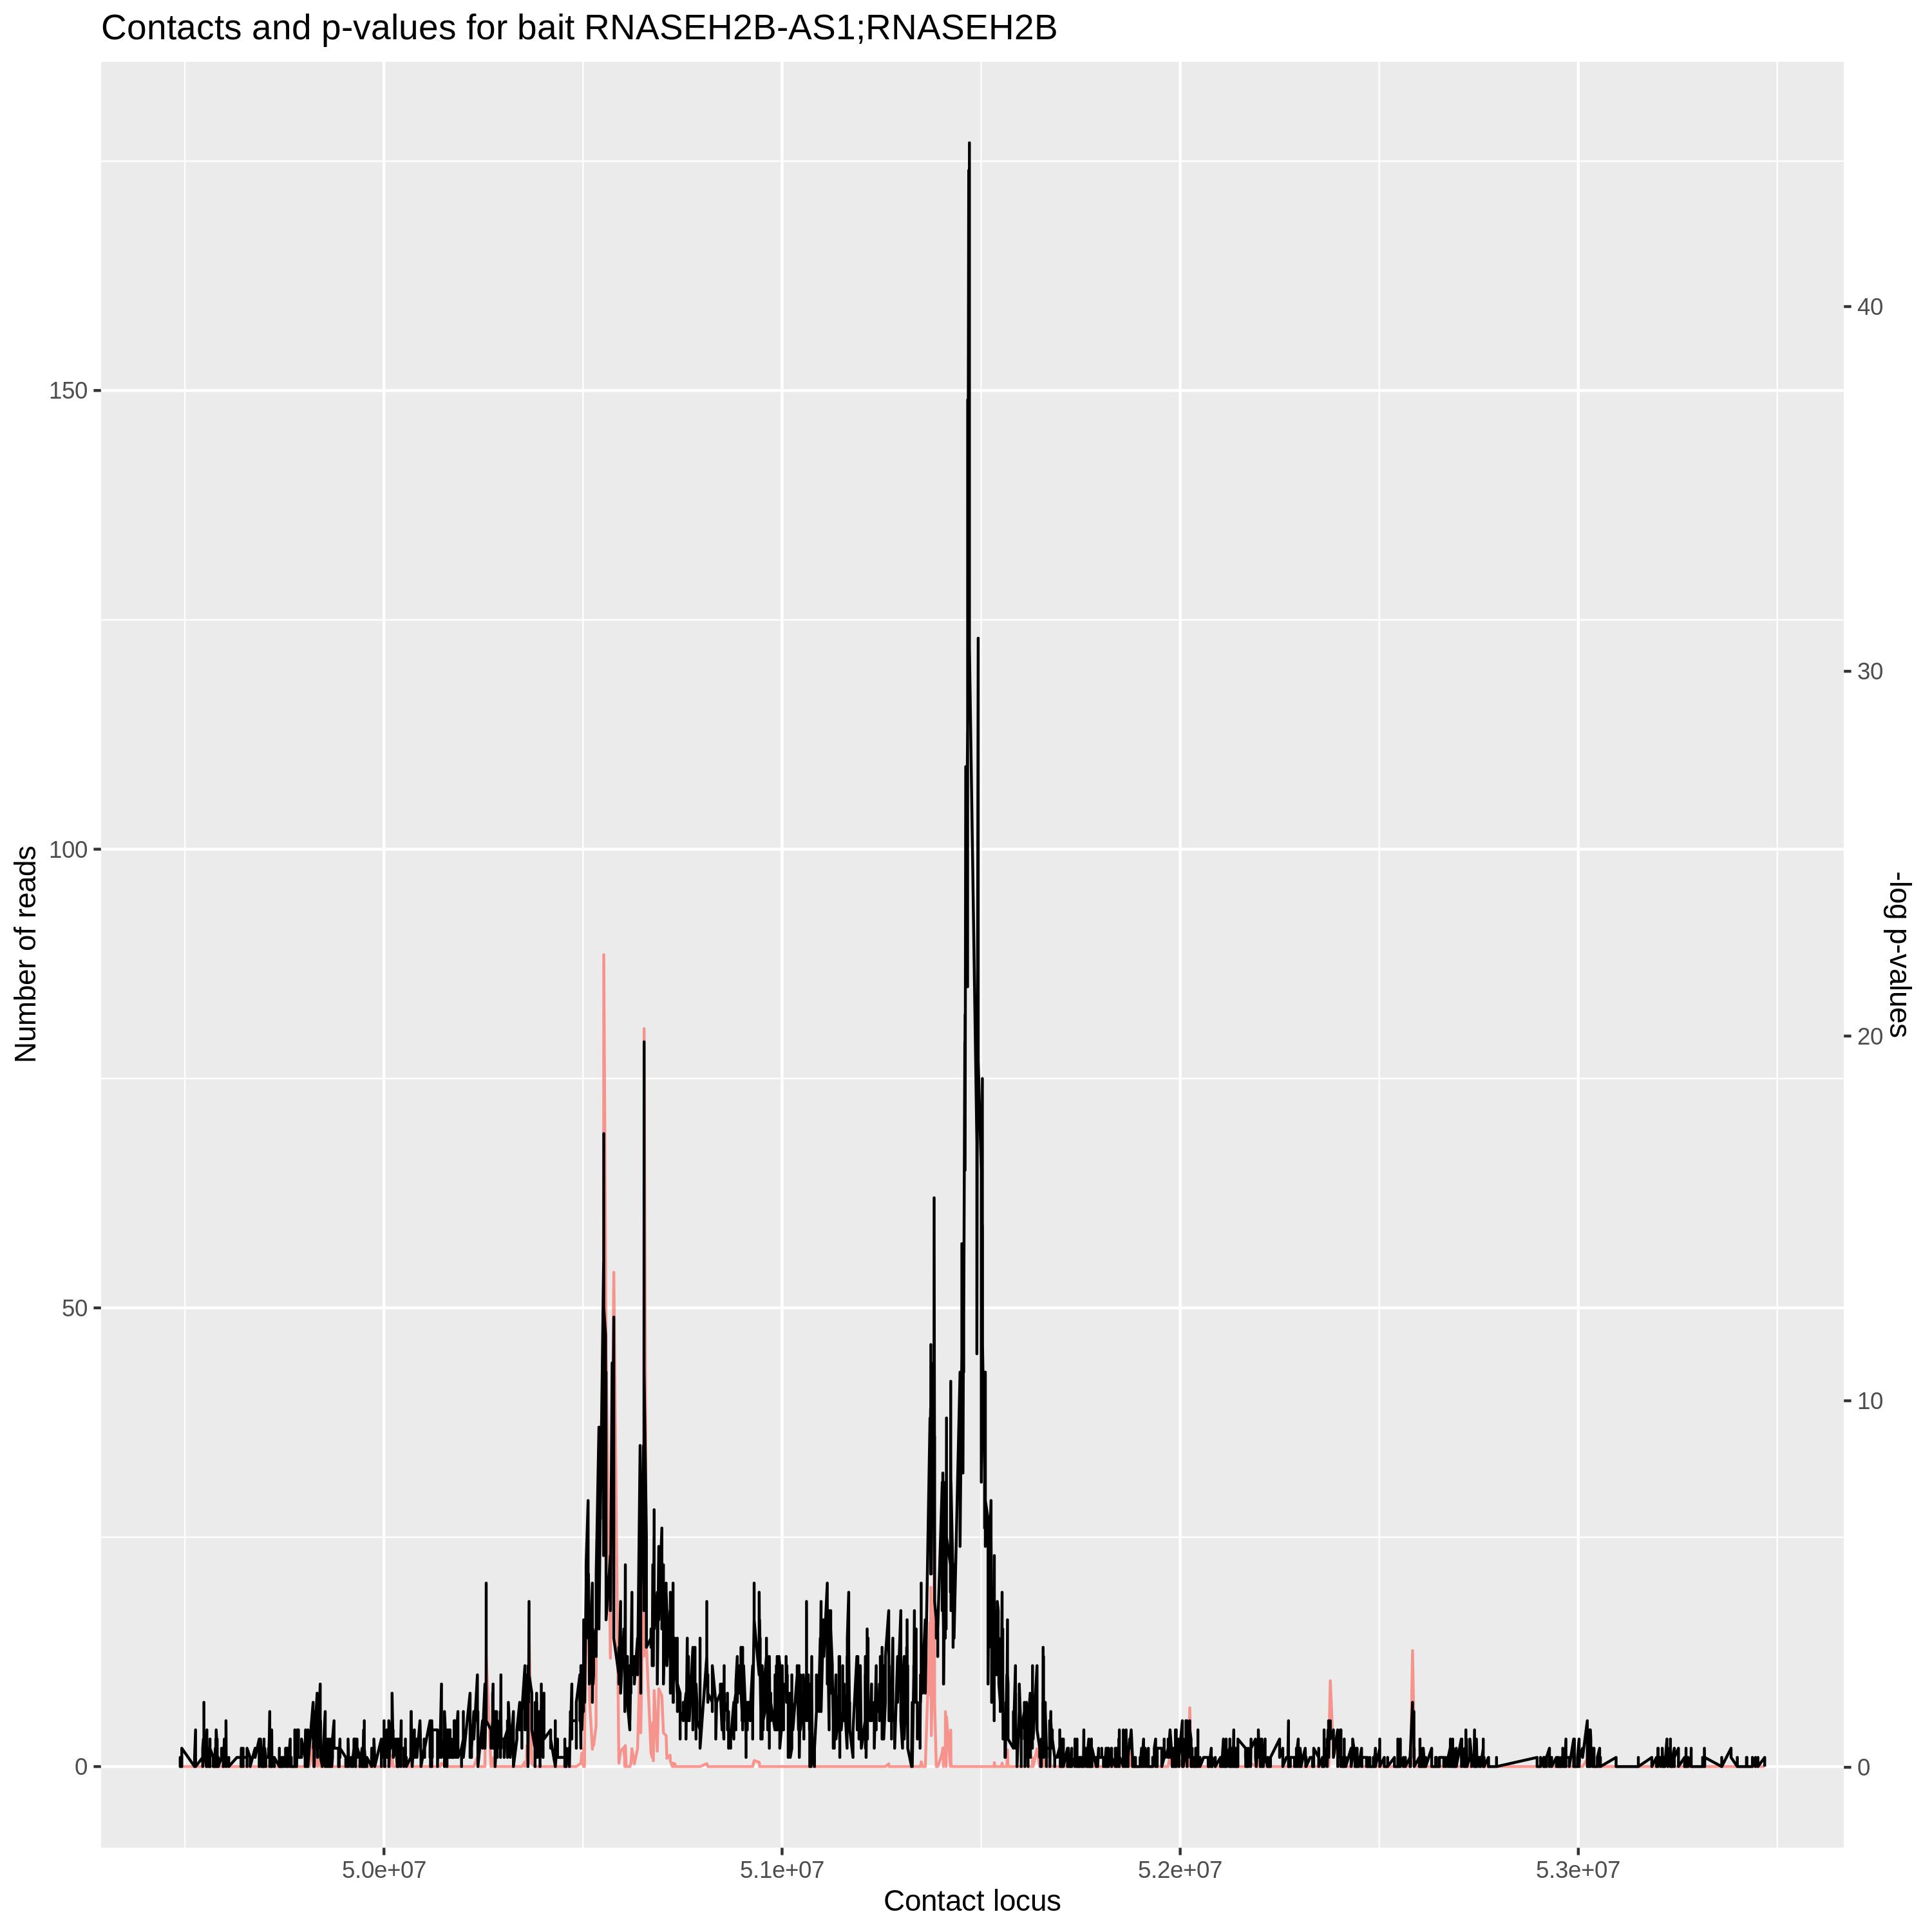 Contacts and p-values for bait RNASEH2B-AS1;RNASEH2B
150
100
50
0
Number of reads
40
30
20
10
0
-log p-values
5.0e+07 5.1e+07 5.2e+07 5.3e+07
Contact locus